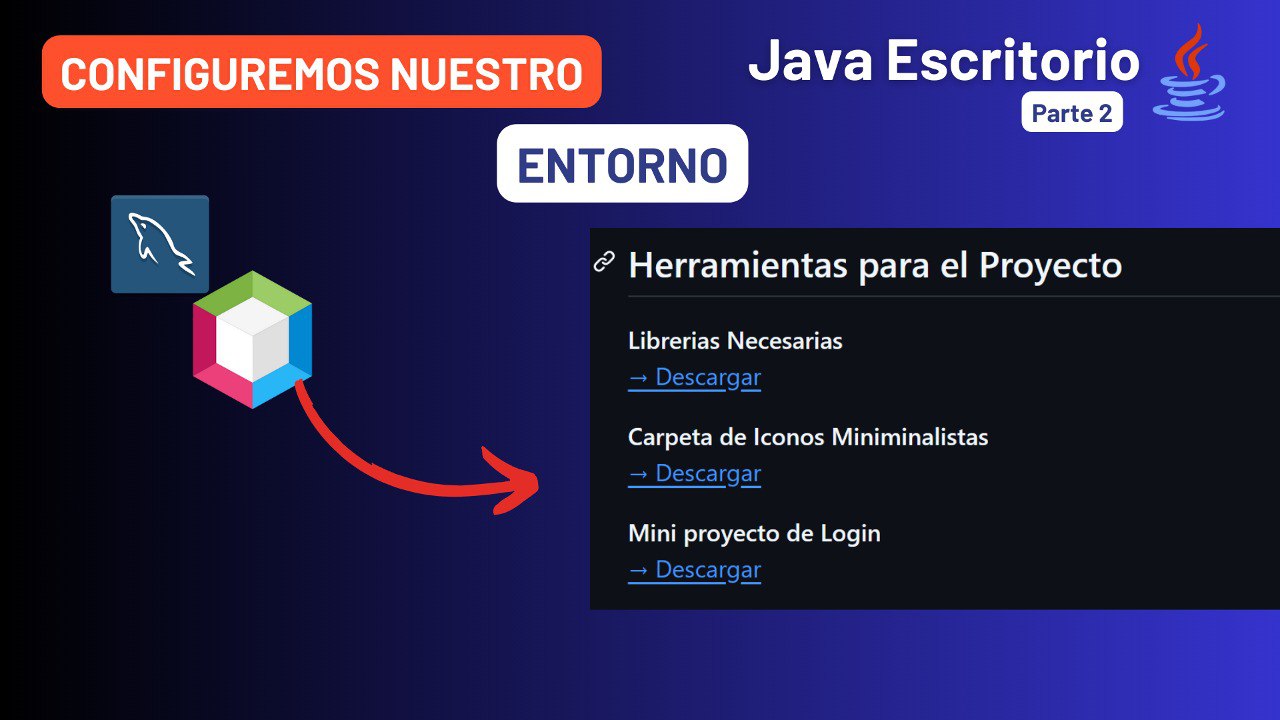 CONFIGUREMOS NUESTRO
ENTORNO
Java Escritorio
Parte 2
Herramientas para el Proyecto
Librerias Necesarias
→ Descargar
Carpeta de Iconos Miniminalistas
→ Descargar
Mini proyecto de Login
→ Descargar